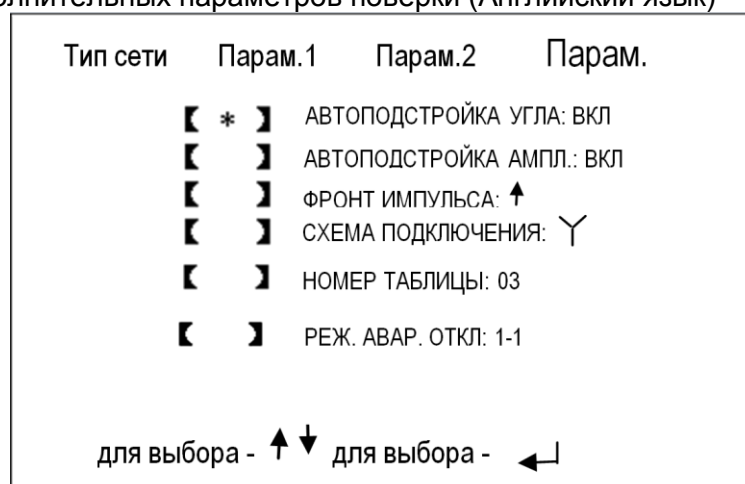 олнительных параметров поверки (Английский язык)
Тип сети Парам.1 Парам.2 Парам.
【 * 】 АВТОПОДСТРОЙКА УГЛА: ВКЛ
【 】 АВТОПОДСТРОЙКА АМПЛ.: ВКЛ
【 】 ФРОНТ ИМПУЛЬСА: ↑
【 】 СХЕМА ПОДКЛЮЧЕНИЯ: Y
【 】 НОМЕР ТАБЛИЦЫ: 03
【 】 РЕЖ. АВАР. ОТКЛ: 1-1
для выбора - ↑ ↓ для выбора - ↵